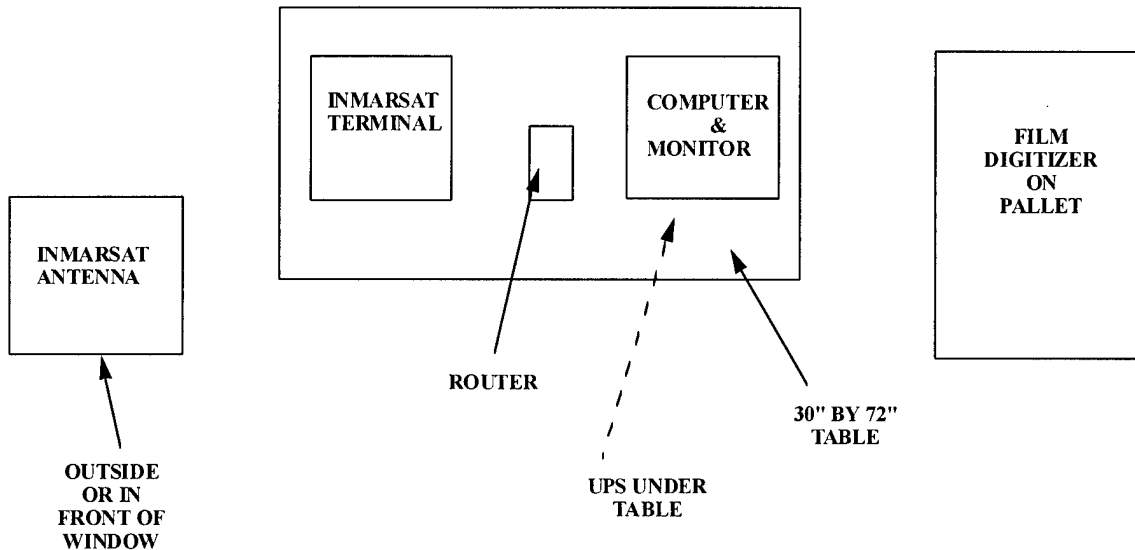 INMARSAT
TERMINAL
COMPUTER
&
MONITOR
FILM
DIGITIZER
ON
PALLET
INMARSAT
ANTENNA
ROUTER
30" BY 72"
TABLE
OUTSIDE
OR IN
FRONT OF
WINDOW
UPS UNDER
TABLE